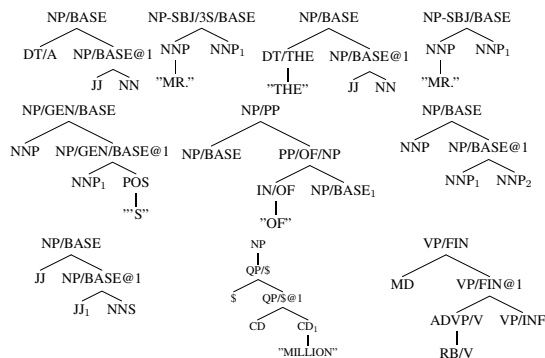 NP/BASE NP-SBJ/3S/BASE NP/BASE NP-SBJ/BASE
DT/A NP/BASE@1 NNP NNP1 DT/THE NP/BASE@1 NNP NNP1
JJ NN "MR." "THE" JJ NN "MR."
NP/GEN/BASE NP/PP NP/BASE
NNP NP/GEN/BASE@1 NP/BASE PP/OF/NP NNP NP/BASE@1
NNP1 POS IN/OF NP/BASE1 NNP1 NNP2
"'S" "OF"
NP/BASE NP VP/FIN
JJ NP/BASE@1 QP/$ MD VP/FIN@1
JJ1 NNS $ QP/$@1 ADVP/V VP/INF
CD CD1 RB/V
"MILLION"